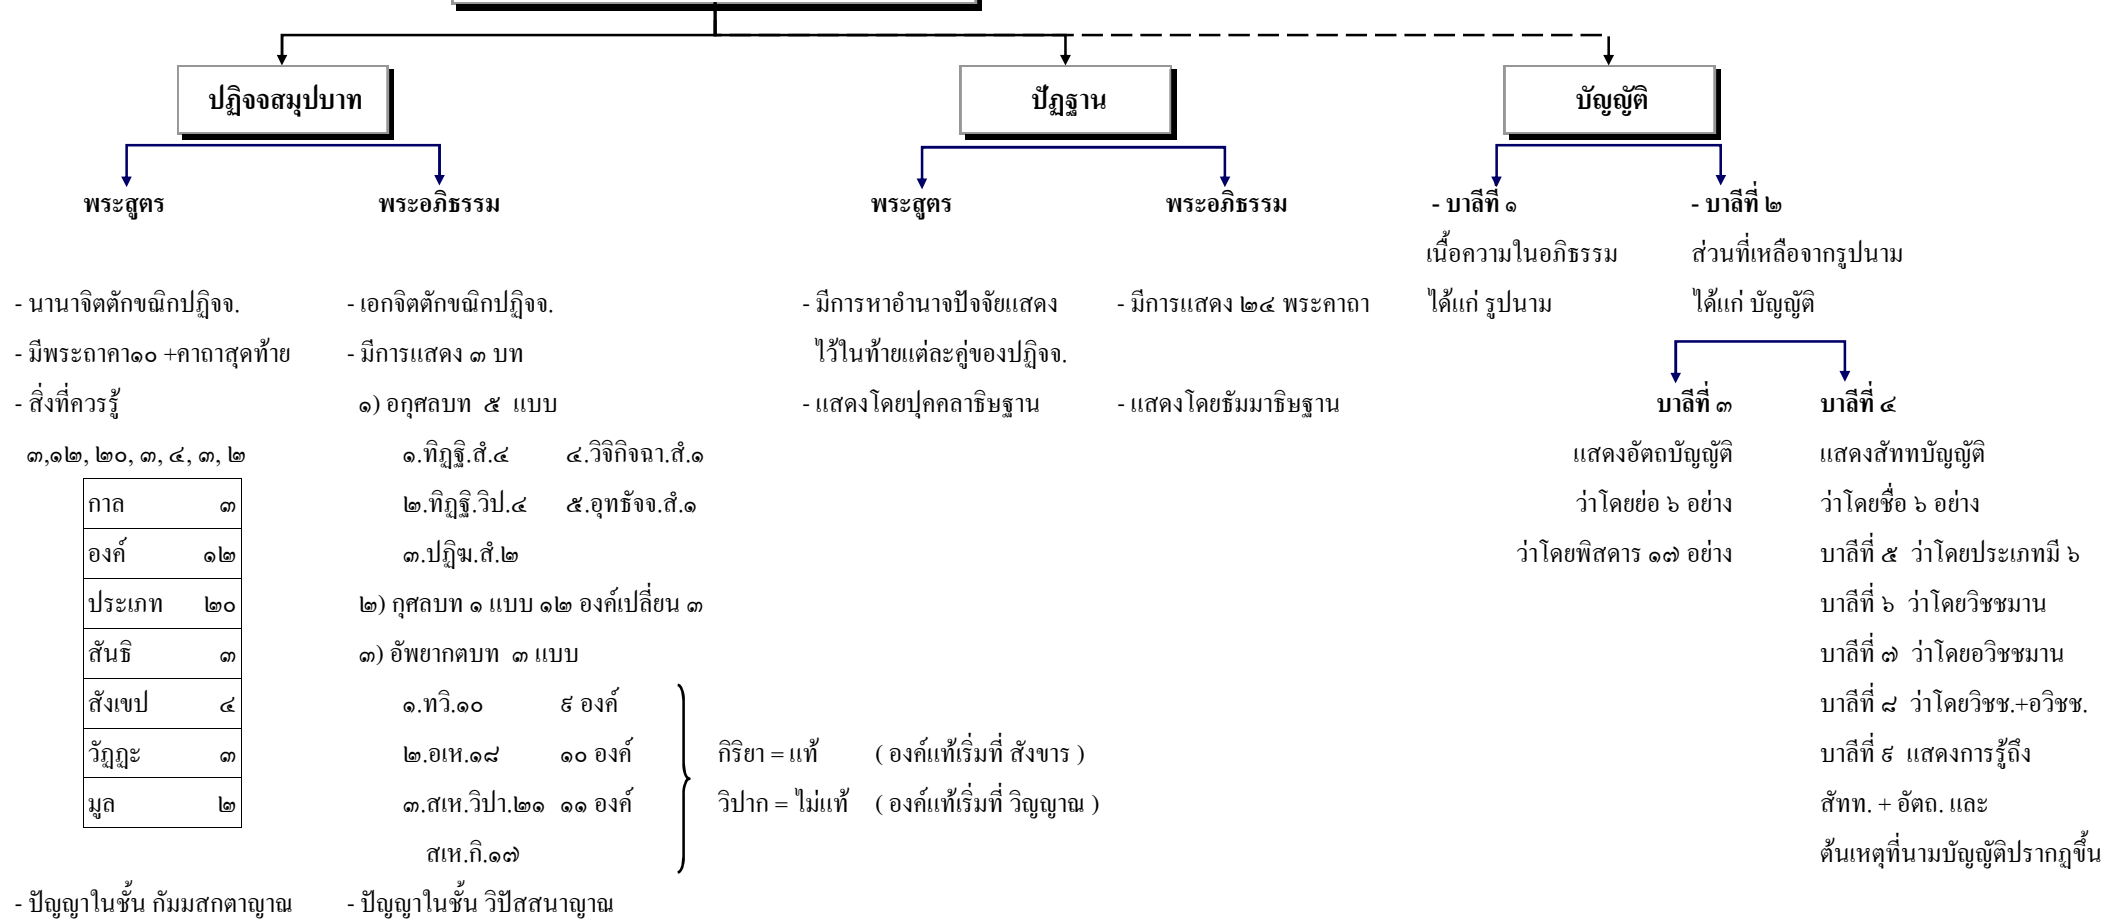 ปฏิจจสมุปบาท
ปัฏฐาน
บัญญัติ
พระสูตร
- นานาจิตตักขณิกปฏิจจ.
- มีพระถาคา๑๐ +คาถาสุดท้าย
- สิ่งที่ควรรู้
๓,๑๒, ๒๐, ๓, ๔, ๓, ๒
กาล ๓
องค์ ๑๒
ประเภท ๒๐
สันธิ ๓
สังเขป ๔
วัฏฏะ ๓
มูล ๒
- ปัญญาในชั้น กัมมสกตาญาณ
พระอภิธรรม
- เอกจิตตักขณิกปฏิจจ.
- มีการแสดง ๓ บท
๑) อกุศลบท ๕ แบบ
๑.ทิฏฐิ.สํ.๔ ๔.วิจิกิจฉา.สํ.๑
๒.ทิฏฐิ.วิป.๔ ๕.อุทธัจจ.สํ.๑
๓.ปฏิฆ.สํ.๒
๒) กุศลบท ๑ แบบ ๑๒ องค์เปลี่ยน ๓
๓) อัพยากตบท ๓ แบบ
๑.ทวิ.๑๐ ๙ องค์
๒.อเห.๑๘ ๑๐ องค์
๓.สเห.วิปา.๒๑ ๑๑ องค์
สเห.กิ.๑๗
กิริยา = แท้ ( องค์แท้เริ่มที่ สังขาร )
วิปาก = ไม่แท้ ( องค์แท้เริ่มที่ วิญญาณ )
- ปัญญาในชั้น วิปัสสนาญาณ
พระสูตร
- มีการหาอำนาจปัจจัยแสดง
ไว้ในท้ายแต่ละคู่ของปฏิจจ.
- แสดงโดยปุคคลาธิษฐาน
พระอภิธรรม
- มีการแสดง ๒๔ พระคาถา
- แสดงโดยธัมมาธิษฐาน
- บาลีที่ ๑
เนื้อความในอภิธรรม
ได้แก่ รูปนาม
- บาลีที่ ๒
ส่วนที่เหลือจากรูปนาม
ได้แก่ บัญญัติ
บาลีที่ ๓
แสดงอัตถบัญญัติ
ว่าโดยย่อ ๖ อย่าง
ว่าโดยพิสดาร ๑๗ อย่าง
บาลีที่ ๔
แสดงสัททบัญญัติ
ว่าโดยชื่อ ๖ อย่าง
บาลีที่ ๕ ว่าโดยประเภทมี ๖
บาลีที่ ๖ ว่าโดยวิชชมาน
บาลีที่ ๗ ว่าโดยอวิชชมาน
บาลีที่ ๘ ว่าโดยวิชช.+อวิชช.
บาลีที่ ๙ แสดงการรู้ถึง
สัทท. + อัตถ. และ
ต้นเหตุที่นามบัญญัติปรากฏขึ้น